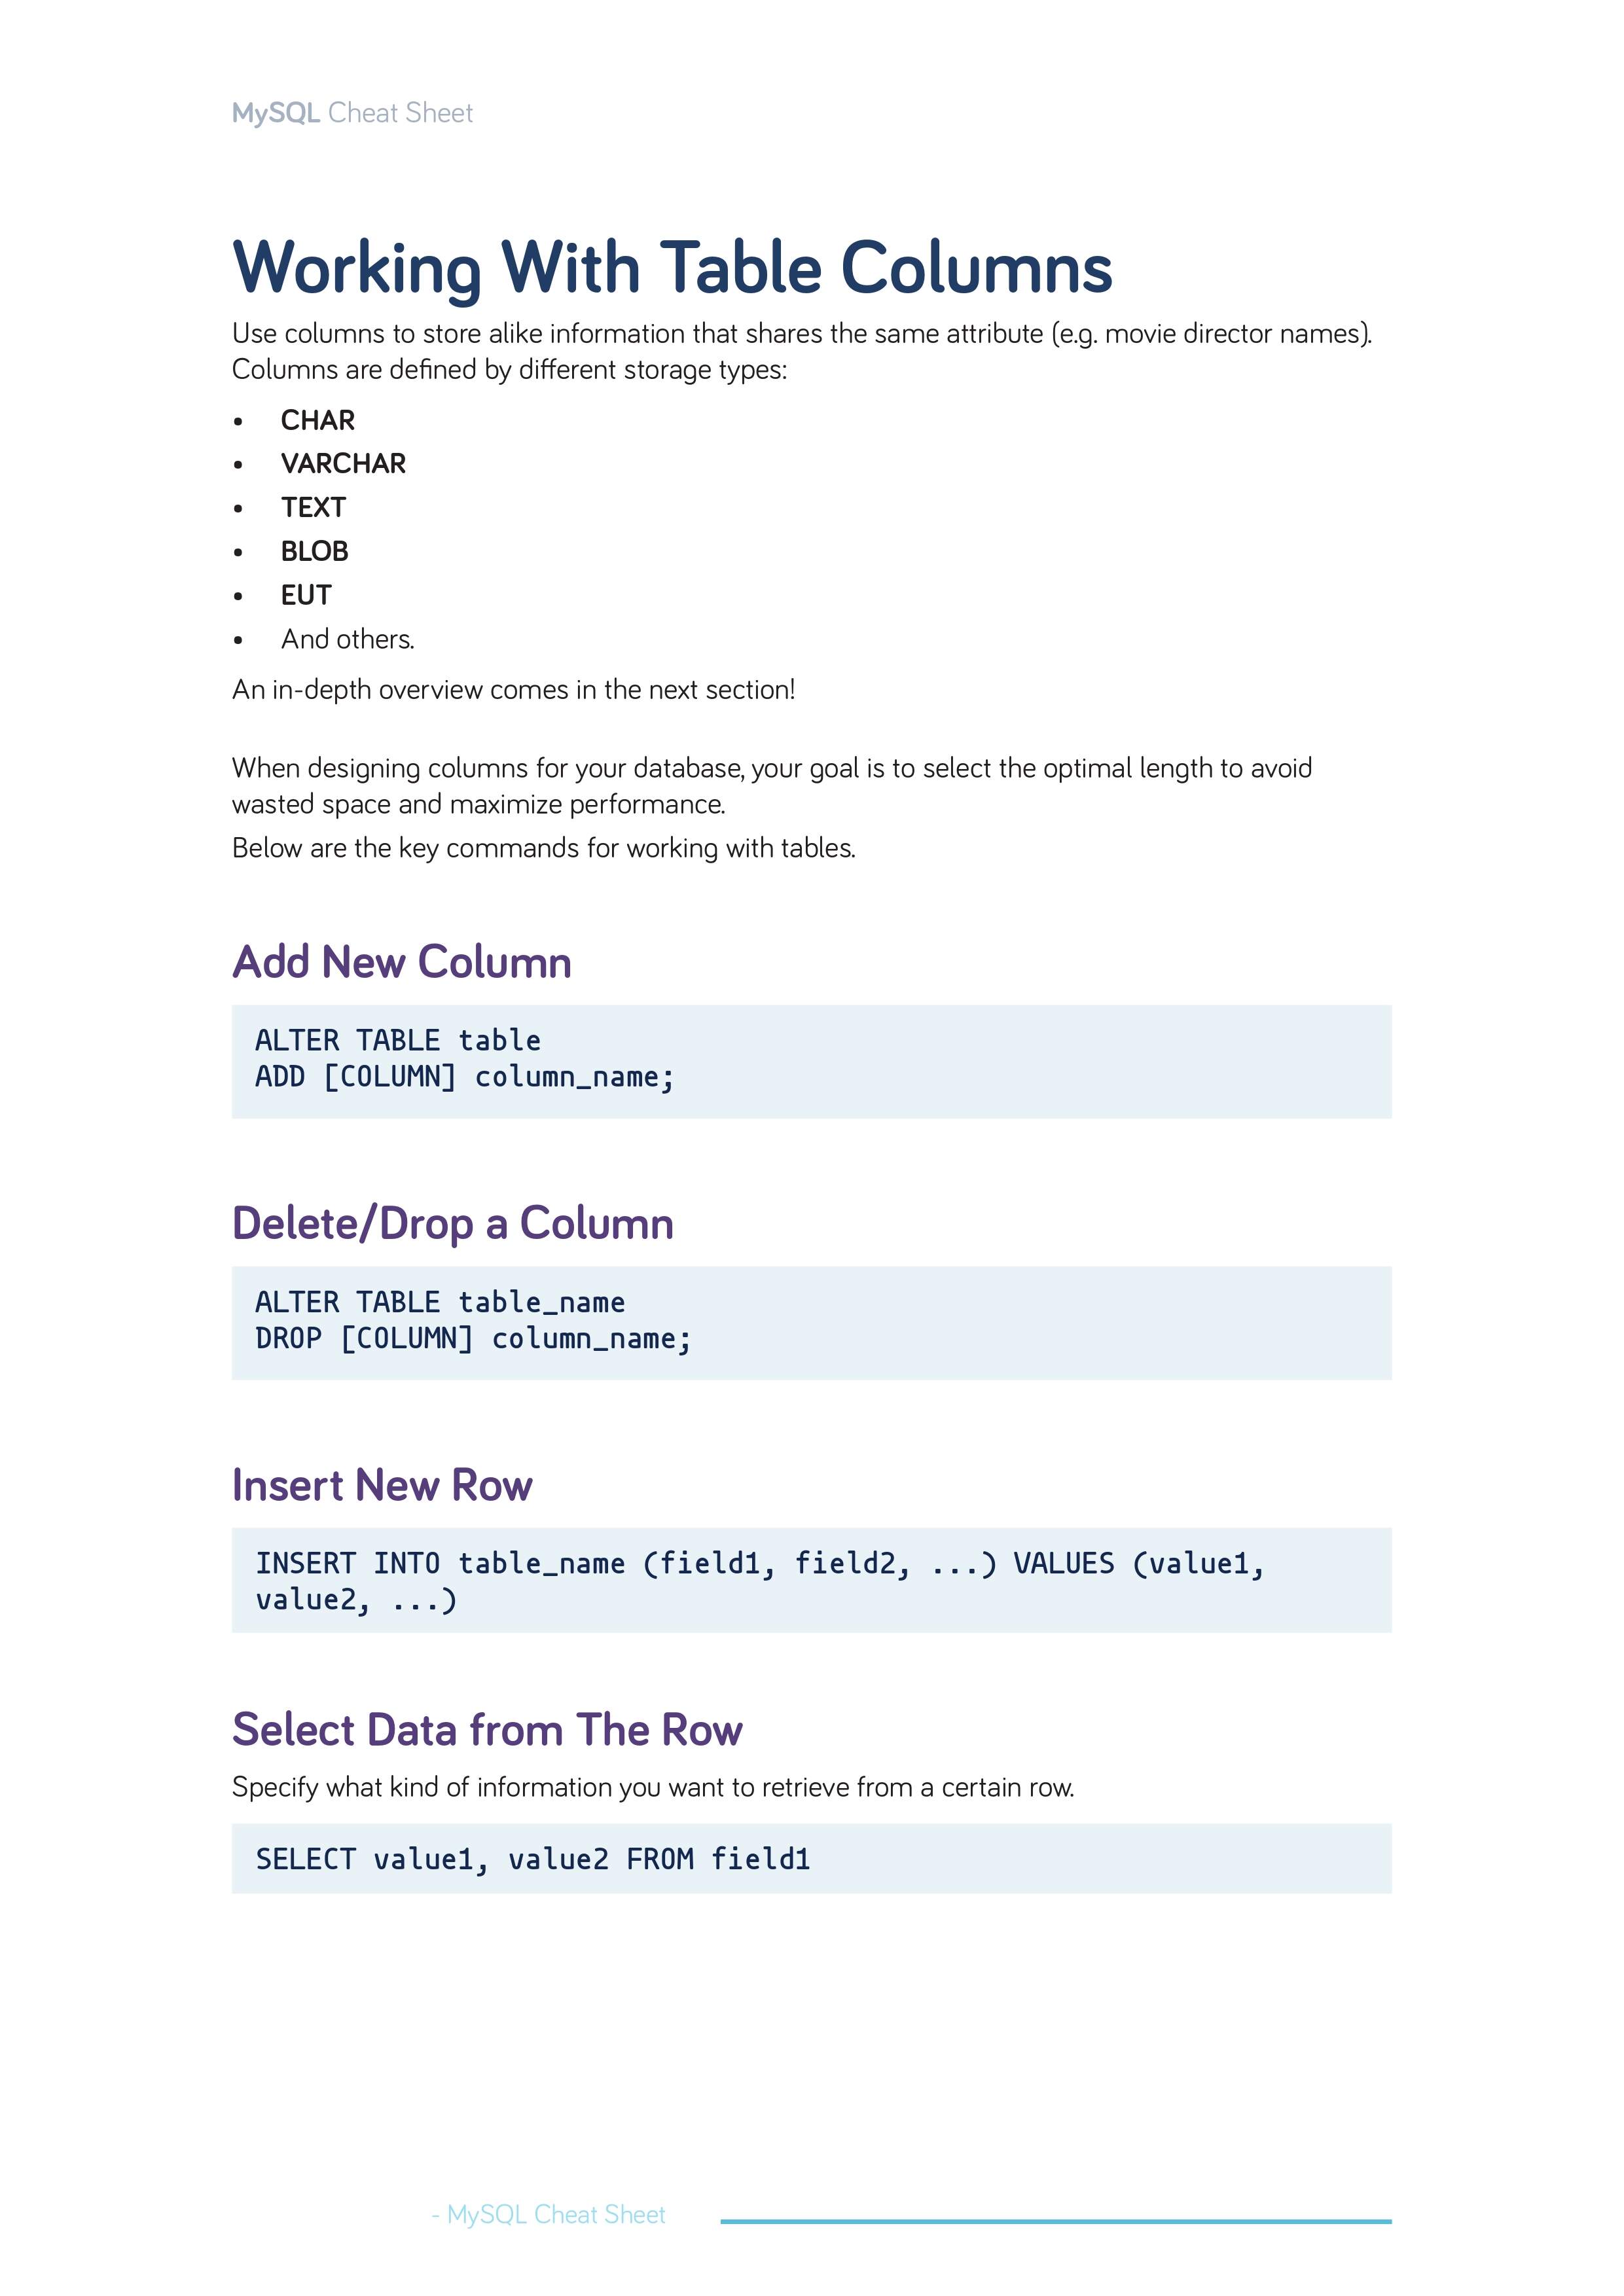 MySQL Cheat Sheet
Working With Table Columns
Use columns to store alike information that shares the same attribute (e.g. movie director names).
Columns are defined by different storage types:
• CHAR
• VARCHAR
• TEXT
• BLOB
• EUT
• And others.
An in-depth overview comes in the next section!
When designing columns for your database, your goal is to select the optimal length to avoid
wasted space and maximize performance.
Below are the key commands for working with tables.
Add New Column
ALTER TABLE table
ADD [COLUMN] column_name;
Delete/Drop a Column
ALTER TABLE table_name
DROP [COLUMN] column_name;
Insert New Row
INSERT INTO table_name (field1, field2, ...) VALUES (value1,
value2, ...)
Select Data from The Row
Specify what kind of information you want to retrieve from a certain row.
SELECT value1, value2 FROM field1
- MySQL Cheat Sheet